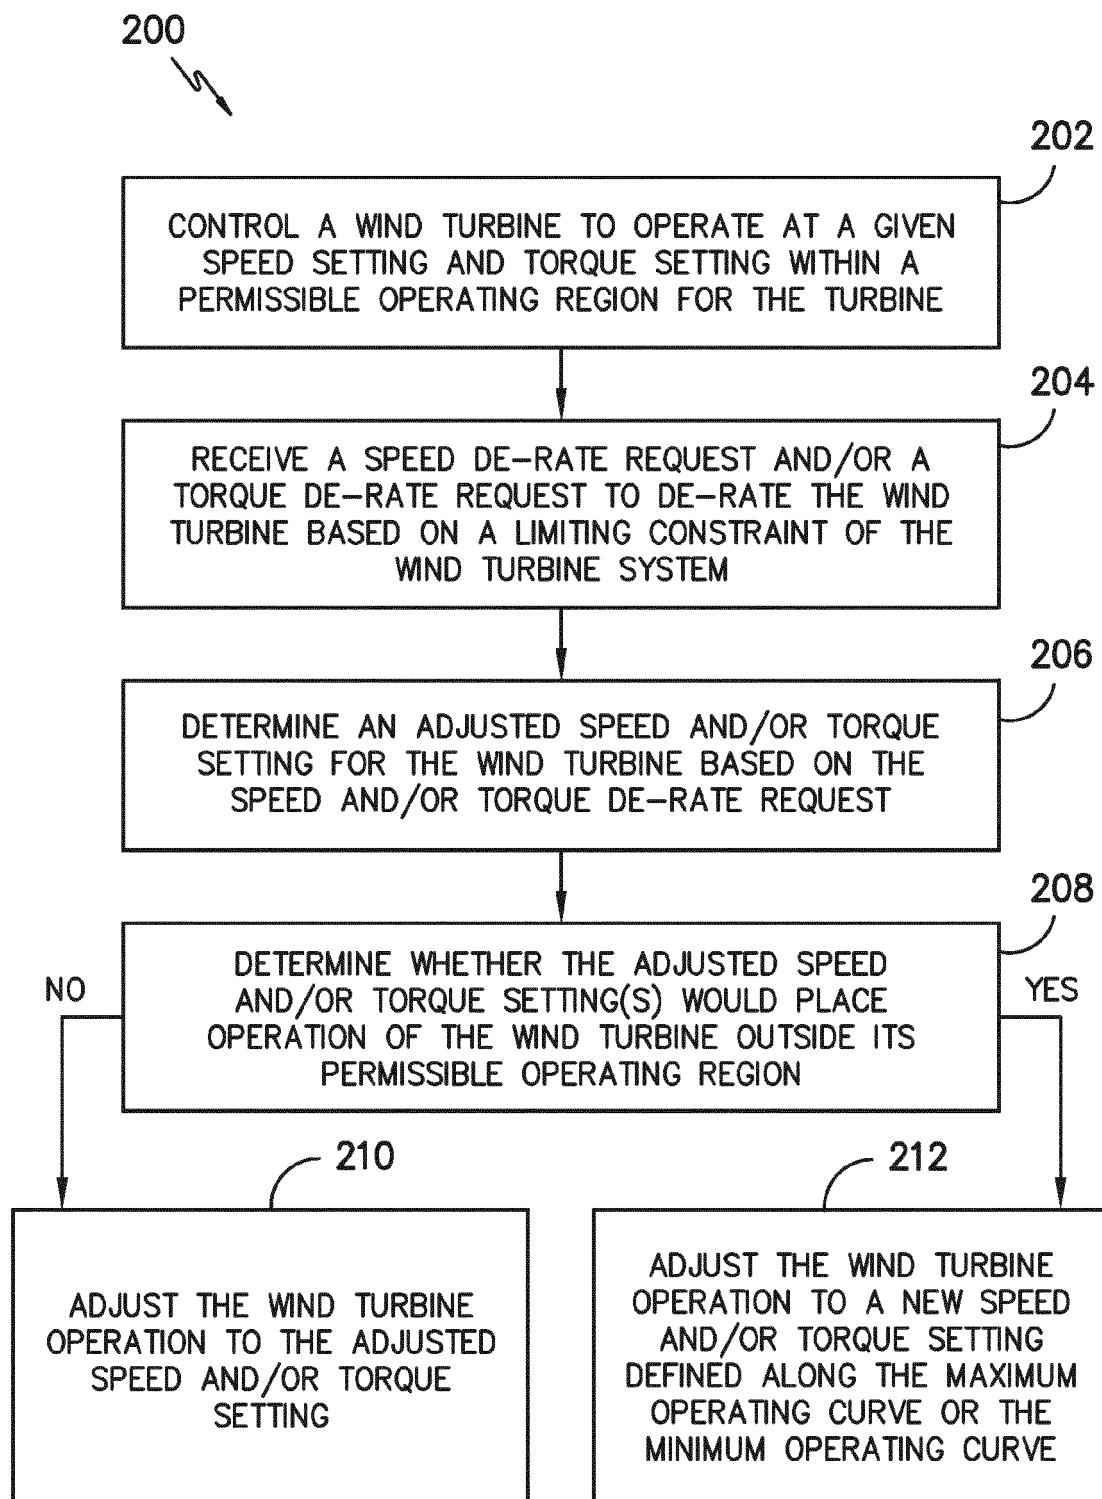 200
202
CONTROL A WIND TURBINE TO OPERATE AT A GIVEN
SPEED SETTING AND TORQUE SETTING WITHIN A
PERMISSIBLE OPERATING REGION FOR THE TURBINE
204
RECEIVE A SPEED DE-RATE REQUEST AND/OR A
TORQUE DE-RATE REQUEST TO DE-RATE THE WIND
TURBINE BASED ON A LIMITING CONSTRAINT OF THE
WIND TURBINE SYSTEM
206
DETERMINE AN ADJUSTED SPEED AND/OR TORQUE
SETTING FOR THE WIND TURBINE BASED ON THE
SPEED AND/OR TORQUE DE-RATE REQUEST
208
DETERMINE WHETHER THE ADJUSTED SPEED
AND/OR TORQUE SETTING(S) WOULD PLACE
OPERATION OF THE WIND TURBINE OUTSIDE ITS
PERMISSIBLE OPERATING REGION
NO
YES
210
ADJUST THE WIND TURBINE
OPERATION TO THE ADJUSTED
SPEED AND/OR TORQUE
SETTING
212
ADJUST THE WIND TURBINE
OPERATION TO A NEW SPEED
AND/OR TORQUE SETTING
DEFINED ALONG THE MAXIMUM
OPERATING CURVE OR THE
MINIMUM OPERATING CURVE